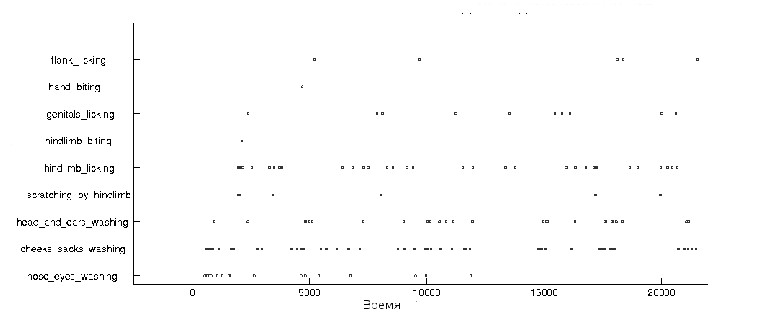 flank_licking
hand_biting
genitals_licking
hindlimb_biting
hindlimb_licking
scratching_by_hindlimb
head_and_ears_washing
cheeks_sacks_washing
nose_eyes_washing
0 5000 10000 15000 20000
Время